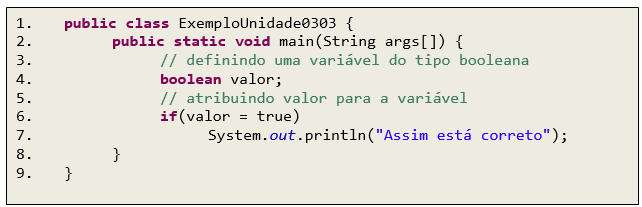 1. public class ExemploUnidade0303 {
2. public static void main(String args[]) {
3. // definindo uma variável do tipo booleana
4. boolean valor;
5. // atribuindo valor para a variável
6. if(valor = true)
7. System.out.println("Assim está correto");
8. }
9. }